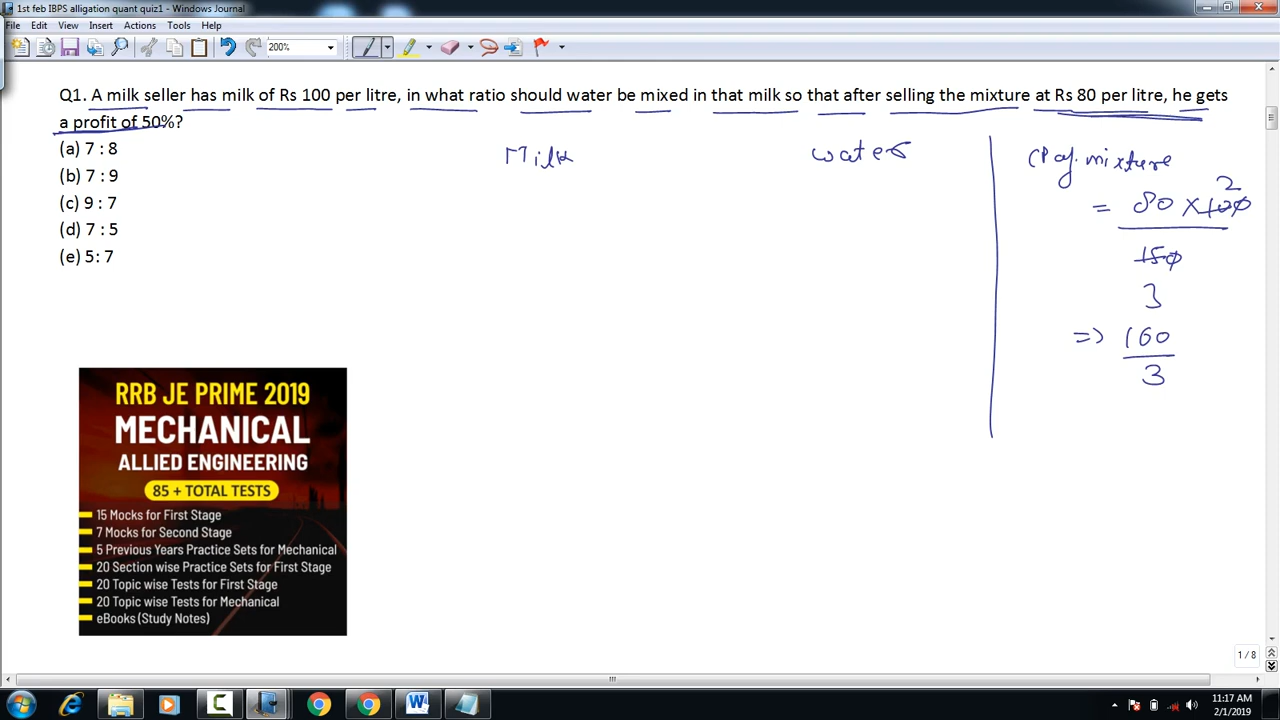 1st feb IBPS alligation quant quiz1 - Windows Journal
File Edit View Insert Actions Tools Help
200%
Q1. A milk seller has milk of Rs 100 per litre, in what ratio should water be mixed in that milk so that after selling the mixture at Rs 80 per litre, he gets
a profit of 50%?
(a) 7 : 8
(b) 7 : 9
(c) 9 : 7
(d) 7 : 5
(e) 5: 7
Milk water
CP of mixture
2
= 80 × 100
150
3
=> 160
3
RRB JE PRIME 2019
MECHANICAL
ALLIED ENGINEERING
85 + TOTAL TESTS
15 Mocks for First Stage
7 Mocks for Second Stage
5 Previous Years Practice Sets for Mechanical
20 Section wise Practice Sets for First Stage
20 Topic wise Tests for First Stage
20 Topic wise Tests for Mechanical
eBooks (Study Notes)
1 / 8
11:17 AM
2/1/2019